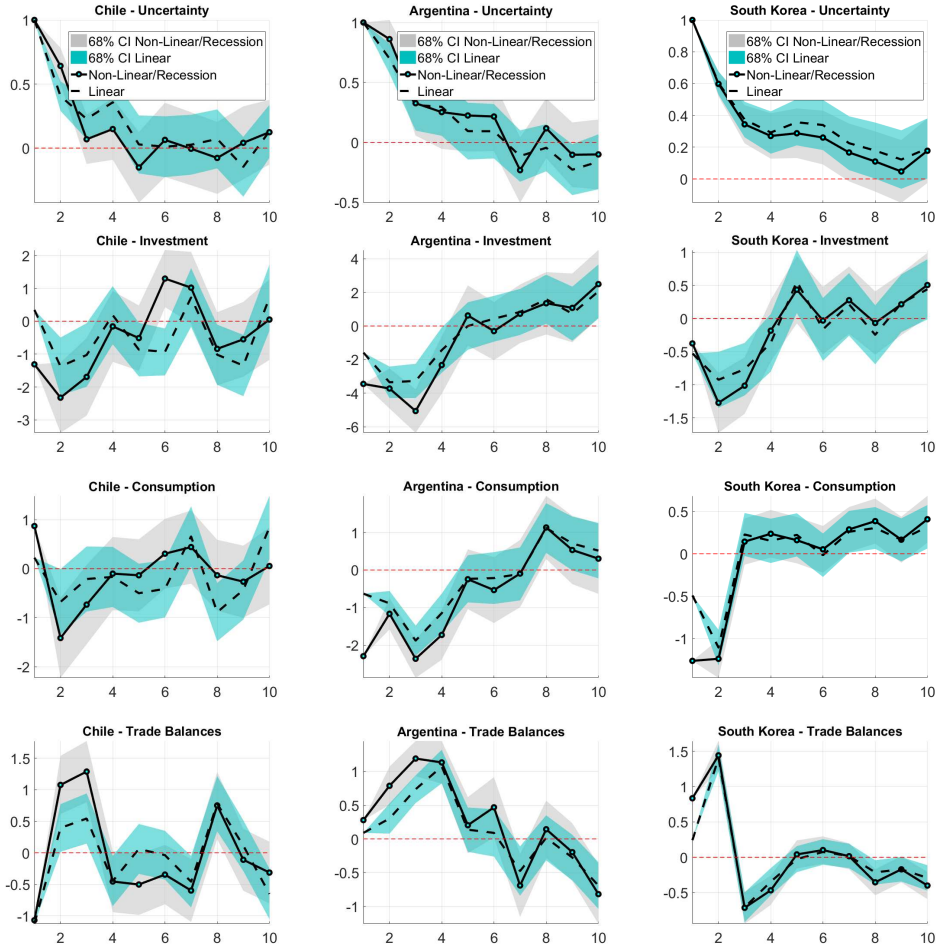 Chile - Uncertainty
1
0.5
0
2 4 6 8 10
68% CI Non-Linear/Recession
68% CI Linear
Non-Linear/Recession
Linear
Argentina - Uncertainty
1
0.5
0
-0.5
2 4 6 8 10
68% CI Non-Linear/Recession
68% CI Linear
Non-Linear/Recession
Linear
South Korea - Uncertainty
1
0.8
0.6
0.4
0.2
0
2 4 6 8 10
68% CI Non-Linear/Recession
68% CI Linear
Non-Linear/Recession
Linear
Chile - Investment
2
1
0
-1
-2
-3
2 4 6 8 10
Argentina - Investment
4
2
0
-2
-4
-6
2 4 6 8 10
South Korea - Investment
1
0.5
0
-0.5
-1
-1.5
2 4 6 8 10
Chile - Consumption
1
0
-1
-2
2 4 6 8 10
Argentina - Consumption
1
0
-1
-2
2 4 6 8 10
South Korea - Consumption
0.5
0
-0.5
-1
2 4 6 8 10
Chile - Trade Balances
1.5
1
0.5
0
-0.5
-1
2 4 6 8 10
Argentina - Trade Balances
1
0.5
0
-0.5
-1
2 4 6 8 10
South Korea - Trade Balances
1.5
1
0.5
0
-0.5
2 4 6 8 10